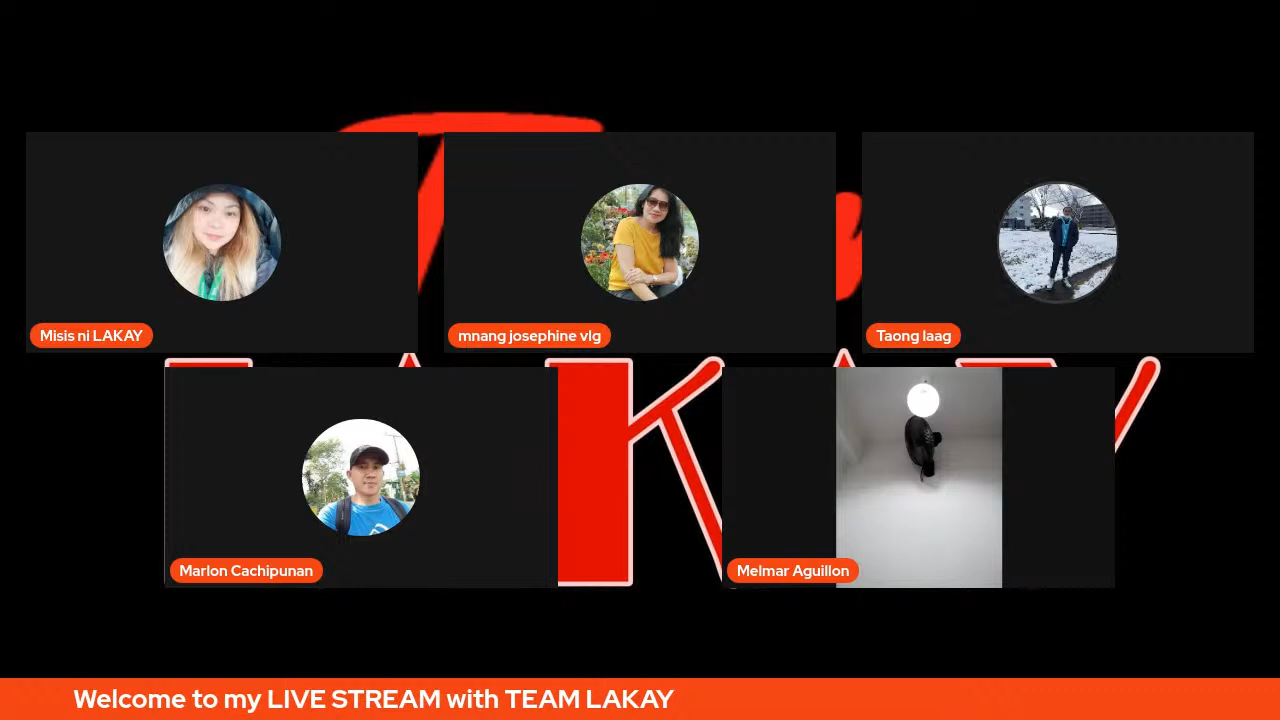 Misis ni LAKAY
mnang josephine vlg
Taong laag
Marlon Cachipunan
Melmar Aguillon
Welcome to my LIVE STREAM with TEAM LAKAY